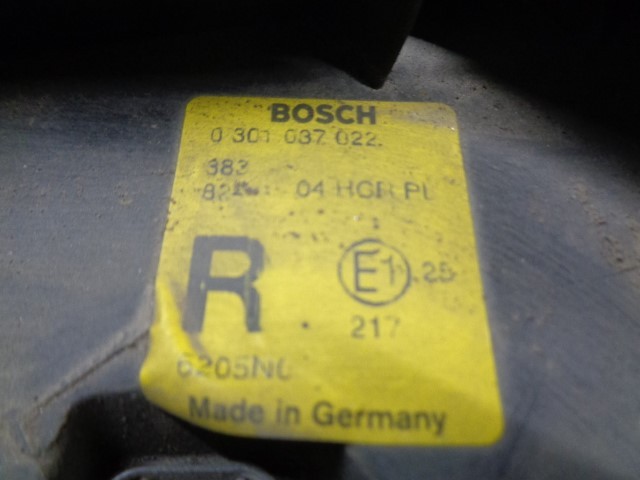 BOSCH
0 301 037 022
383
04 HCR PL
R E1 .25
217
Made in Germany